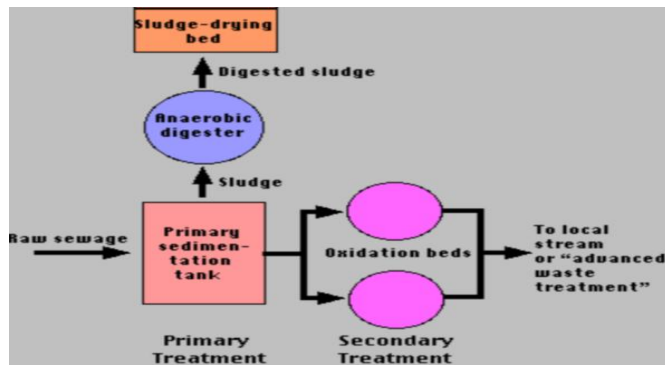 Sludge-drying
bed
Digested sludge
Anaerobic
digester
Sludge
Raw sewage
Primary
sedimen-
tation
tank
Oxidation beds
To local
stream
or “advanced
waste
treatment”
Primary
Treatment
Secondary
Treatment